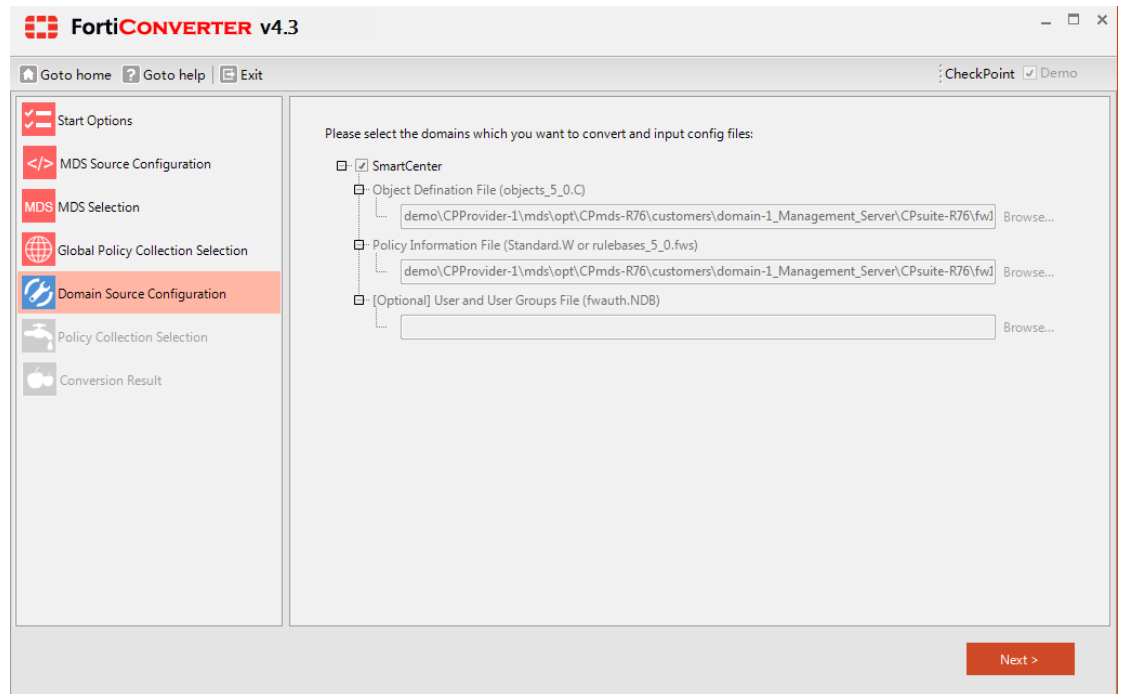 FortiCONVERTER v4.3
Goto home ? Goto help Exit
CheckPoint Demo
Start Options
</> MDS Source Configuration
MDS MDS Selection
Global Policy Collection Selection
Domain Source Configuration
Policy Collection Selection
Conversion Result
Please select the domains which you want to convert and input config files:
SmartCenter
Object Defination File (objects_5_0.C)
demo\CPProvider-1\mds\opt\CPmds-R76\customers\domain-1_Management_Server\CPsuite-R76\fw1 Browse...
Policy Information File (Standard.W or rulebases_5_0.fws)
demo\CPProvider-1\mds\opt\CPmds-R76\customers\domain-1_Management_Server\CPsuite-R76\fw1 Browse...
[Optional] User and User Groups File (fwauth.NDB)
Browse...
Next >